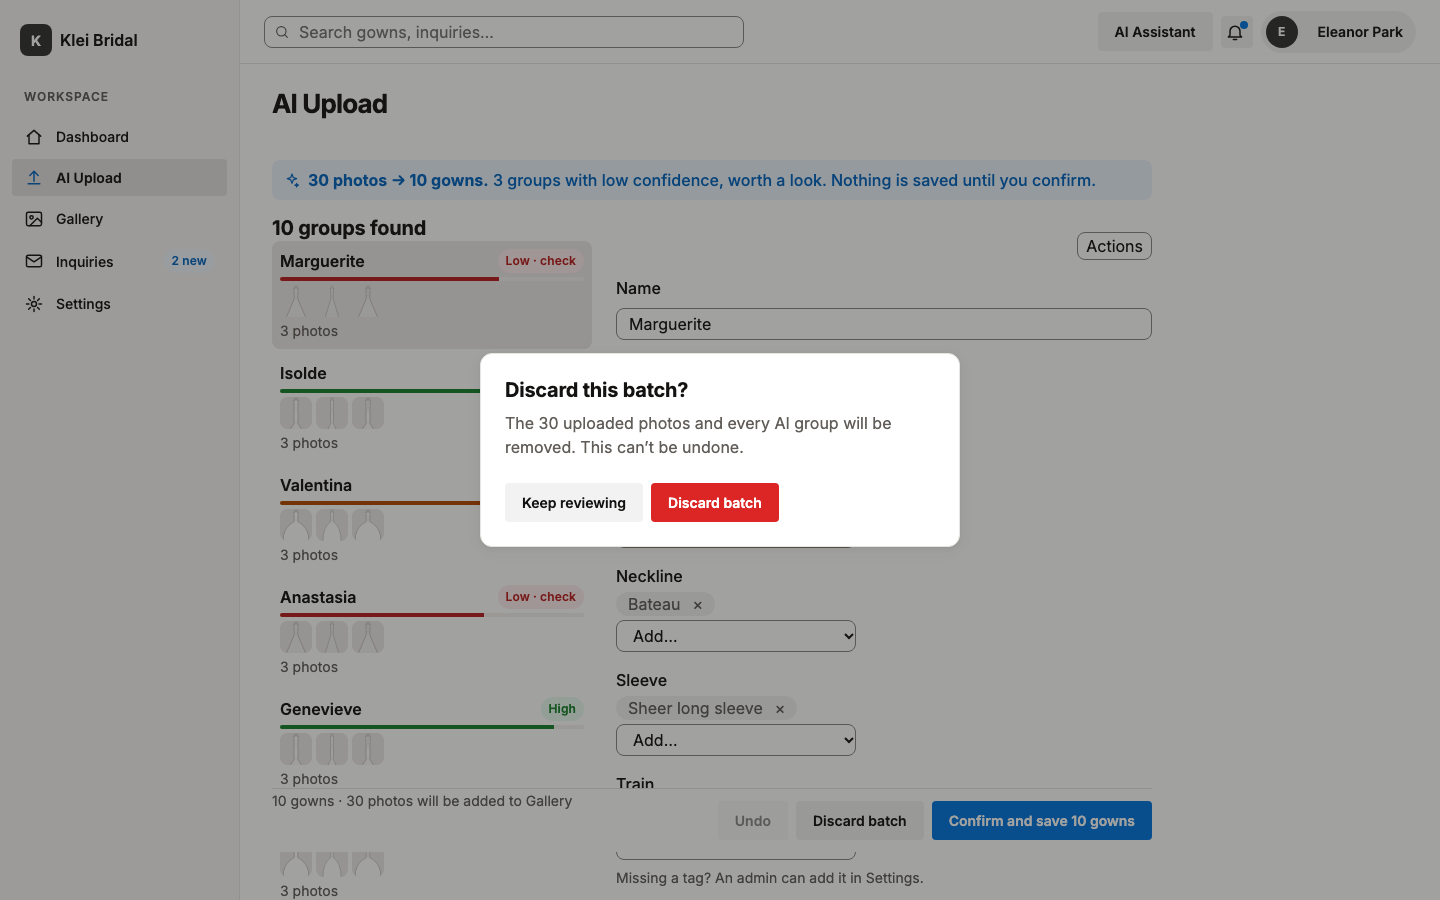 K
Klei Bridal
WORKSPACE
Dashboard
AI Upload
Gallery
Inquiries 2 new
Settings
Search gowns, inquiries...
AI Assistant
E
Eleanor Park
AI Upload
30 photos → 10 gowns. 3 groups with low confidence, worth a look. Nothing is saved until you confirm.
10 groups found
Actions
Marguerite Low · check
3 photos
Isolde
3 photos
Valentina
3 photos
Anastasia Low · check
3 photos
Genevieve High
3 photos
3 photos
Name
Marguerite
Discard this batch?
The 30 uploaded photos and every AI group will be
removed. This can’t be undone.
Keep reviewing
Discard batch
Neckline
Bateau ×
Add...
Sleeve
Sheer long sleeve ×
Add...
Train
10 gowns · 30 photos will be added to Gallery
Undo
Discard batch
Confirm and save 10 gowns
Missing a tag? An admin can add it in Settings.